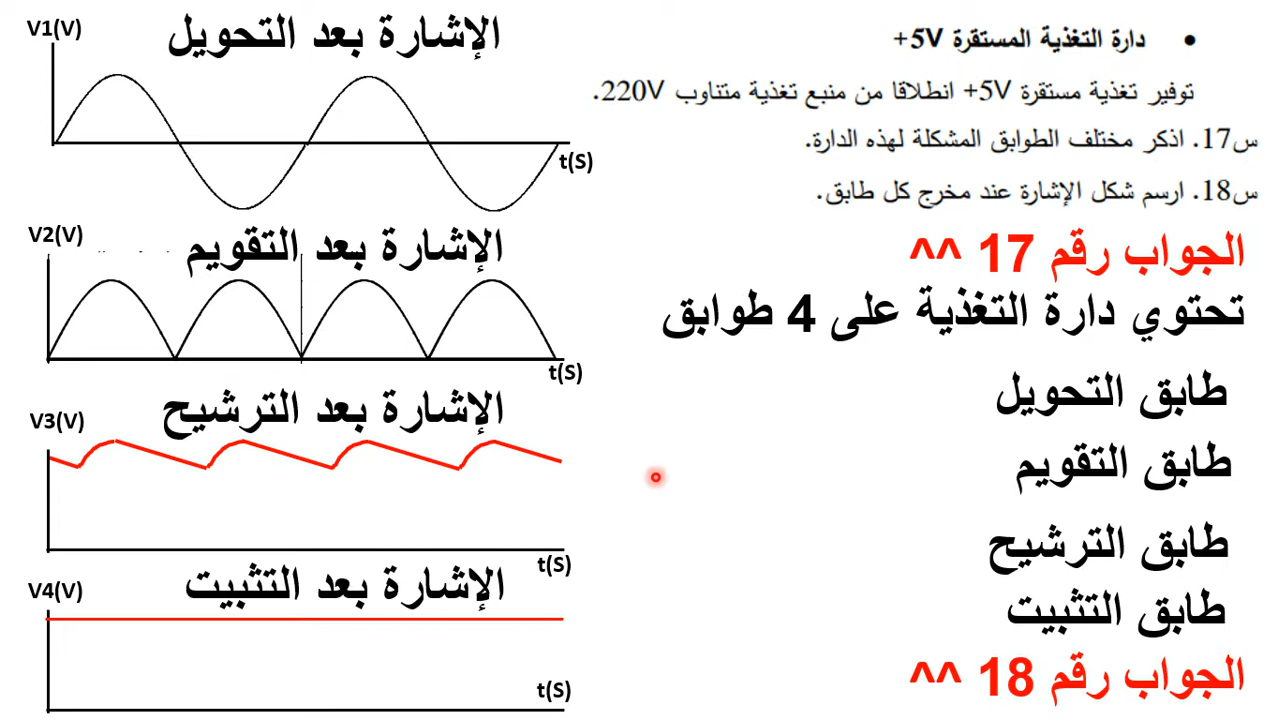 • دارة التغذية المستقرة +5V
توفير تغذية مستقرة +5V انطلاقا من منبع تغذية متناوب 220V.
س17. اذكر مختلف الطوابق المشكلة لهذه الدارة.
س18. ارسم شكل الإشارة عند مخرج كل طابق.
الجواب رقم 17 ^^
تحتوي دارة التغذية على 4 طوابق
طابق التحويل
طابق التقويم
طابق الترشيح
طابق التثبيت
الجواب رقم 18 ^^
V1(V)
الإشارة بعد التحويل
t(S)
V2(V)
الإشارة بعد التقويم
t(S)
V3(V)
الإشارة بعد الترشيح
t(S)
V4(V)
الإشارة بعد التثبيت
t(S)